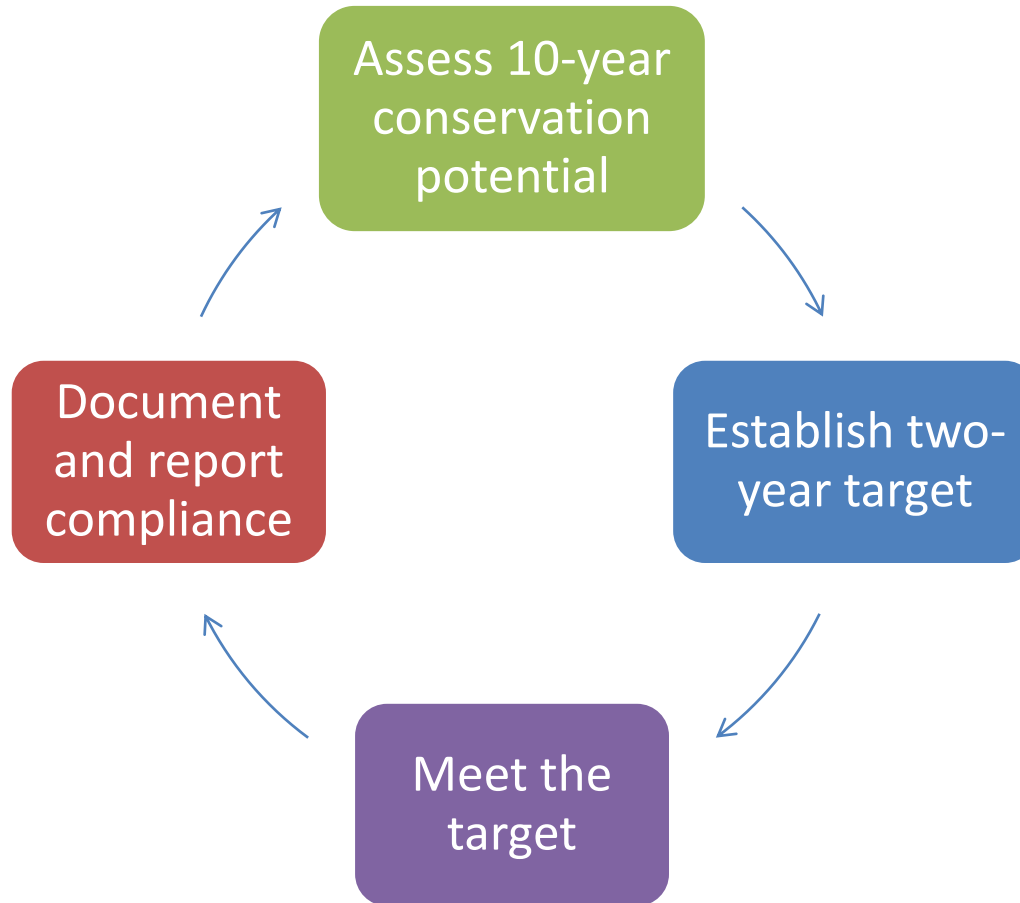 Assess 10-year
conservation
potential
Establish two-
year target
Meet the
target
Document
and report
compliance